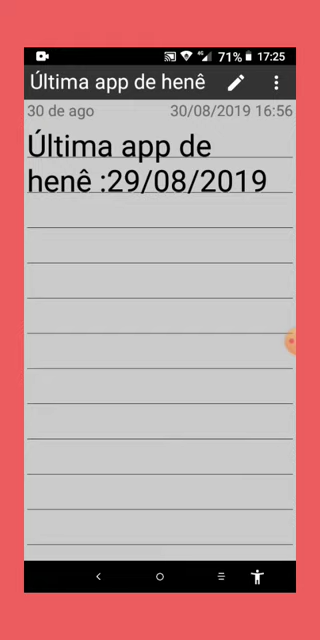 71% 17:25
Última app de henê
30 de ago 30/08/2019 16:56
Última app de
henê :29/08/2019